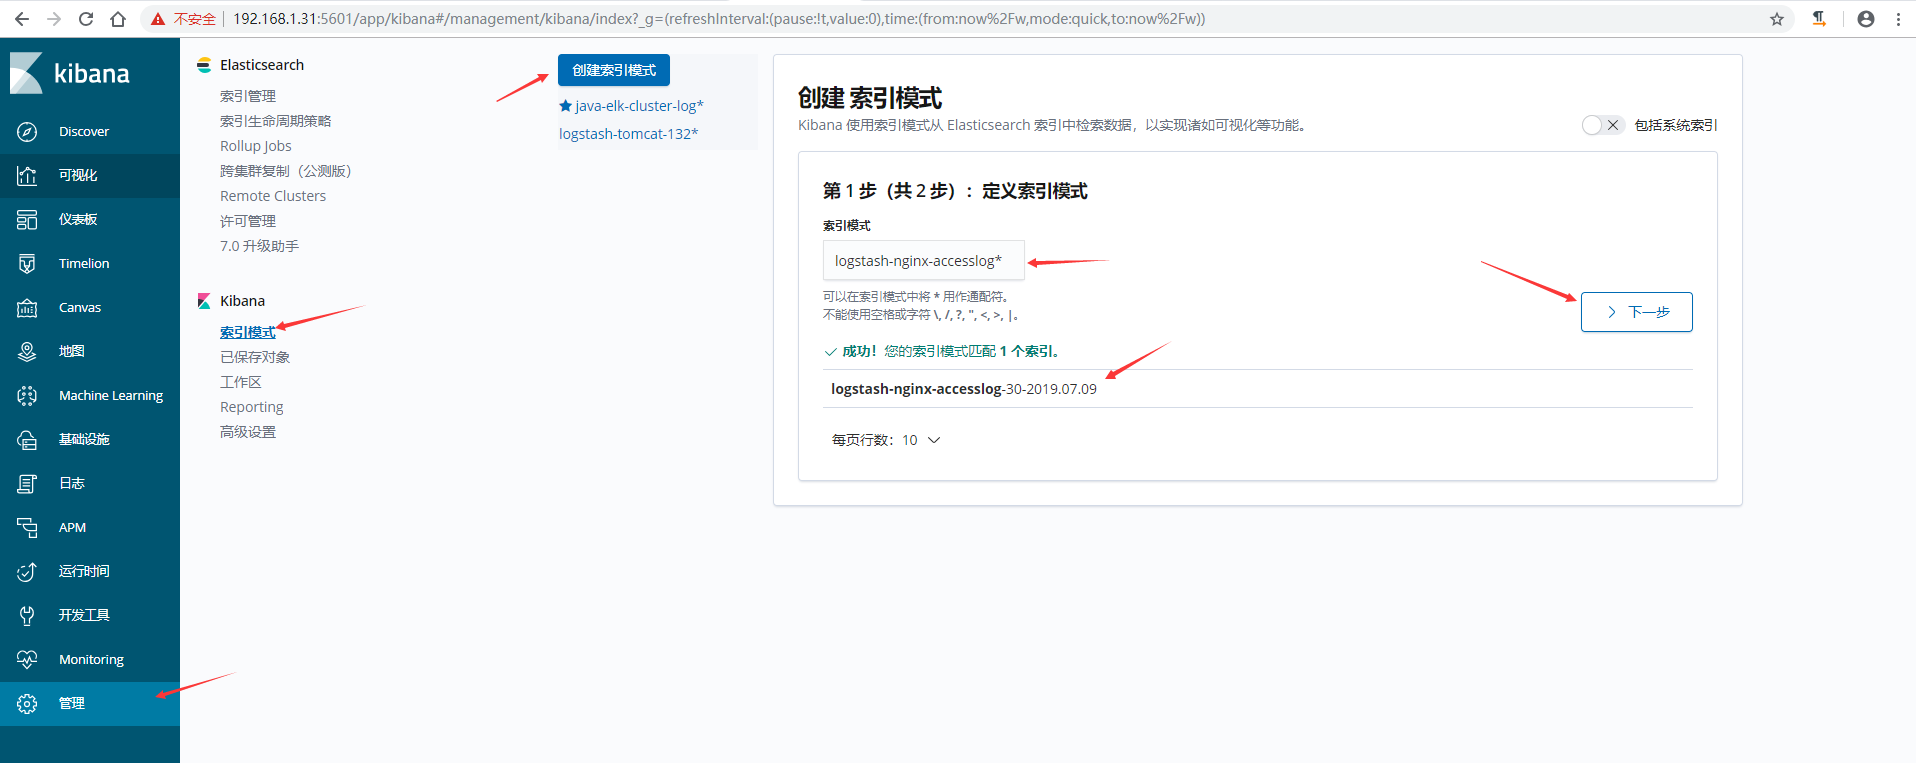 不安全 192.168.1.31:5601/app/kibana#/management/kibana/index?_g=(refreshInterval:(pause:!t,value:0),time:(from:now%2Fw,mode:quick,to:now%2Fw))
kibana
Discover
可视化
仪表板
Timelion
Canvas
地图
Machine Learning
基础设施
日志
APM
运行时间
开发工具
Monitoring
管理
Elasticsearch
索引管理
索引生命周期策略
Rollup Jobs
跨集群复制（公测版）
Remote Clusters
许可管理
7.0 升级助手
Kibana
索引模式
已保存对象
工作区
Reporting
高级设置
创建索引模式
java-elk-cluster-log*
logstash-tomcat-132*
创建 索引模式
Kibana 使用索引模式从 Elasticsearch 索引中检索数据，以实现诸如可视化等功能。
包括系统索引
第 1 步（共 2 步）：定义索引模式
索引模式
logstash-nginx-accesslog*
可以在索引模式中将 * 用作通配符。
不能使用空格或字符 \, /, ?, ", <, >, |。
下一步
成功！您的索引模式匹配 1 个索引。
logstash-nginx-accesslog-30-2019.07.09
每页行数：10